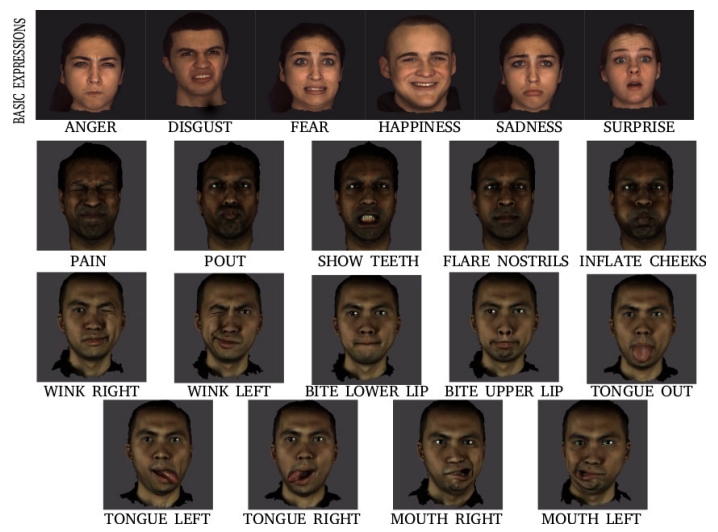 BASIC EXPRESSIONS
ANGER DISGUST FEAR HAPPINESS SADNESS SURPRISE
PAIN POUT SHOW TEETH FLARE NOSTRILS INFLATE CHEEKS
WINK RIGHT WINK LEFT BITE LOWER LIP BITE UPPER LIP TONGUE OUT
TONGUE LEFT TONGUE RIGHT MOUTH RIGHT MOUTH LEFT